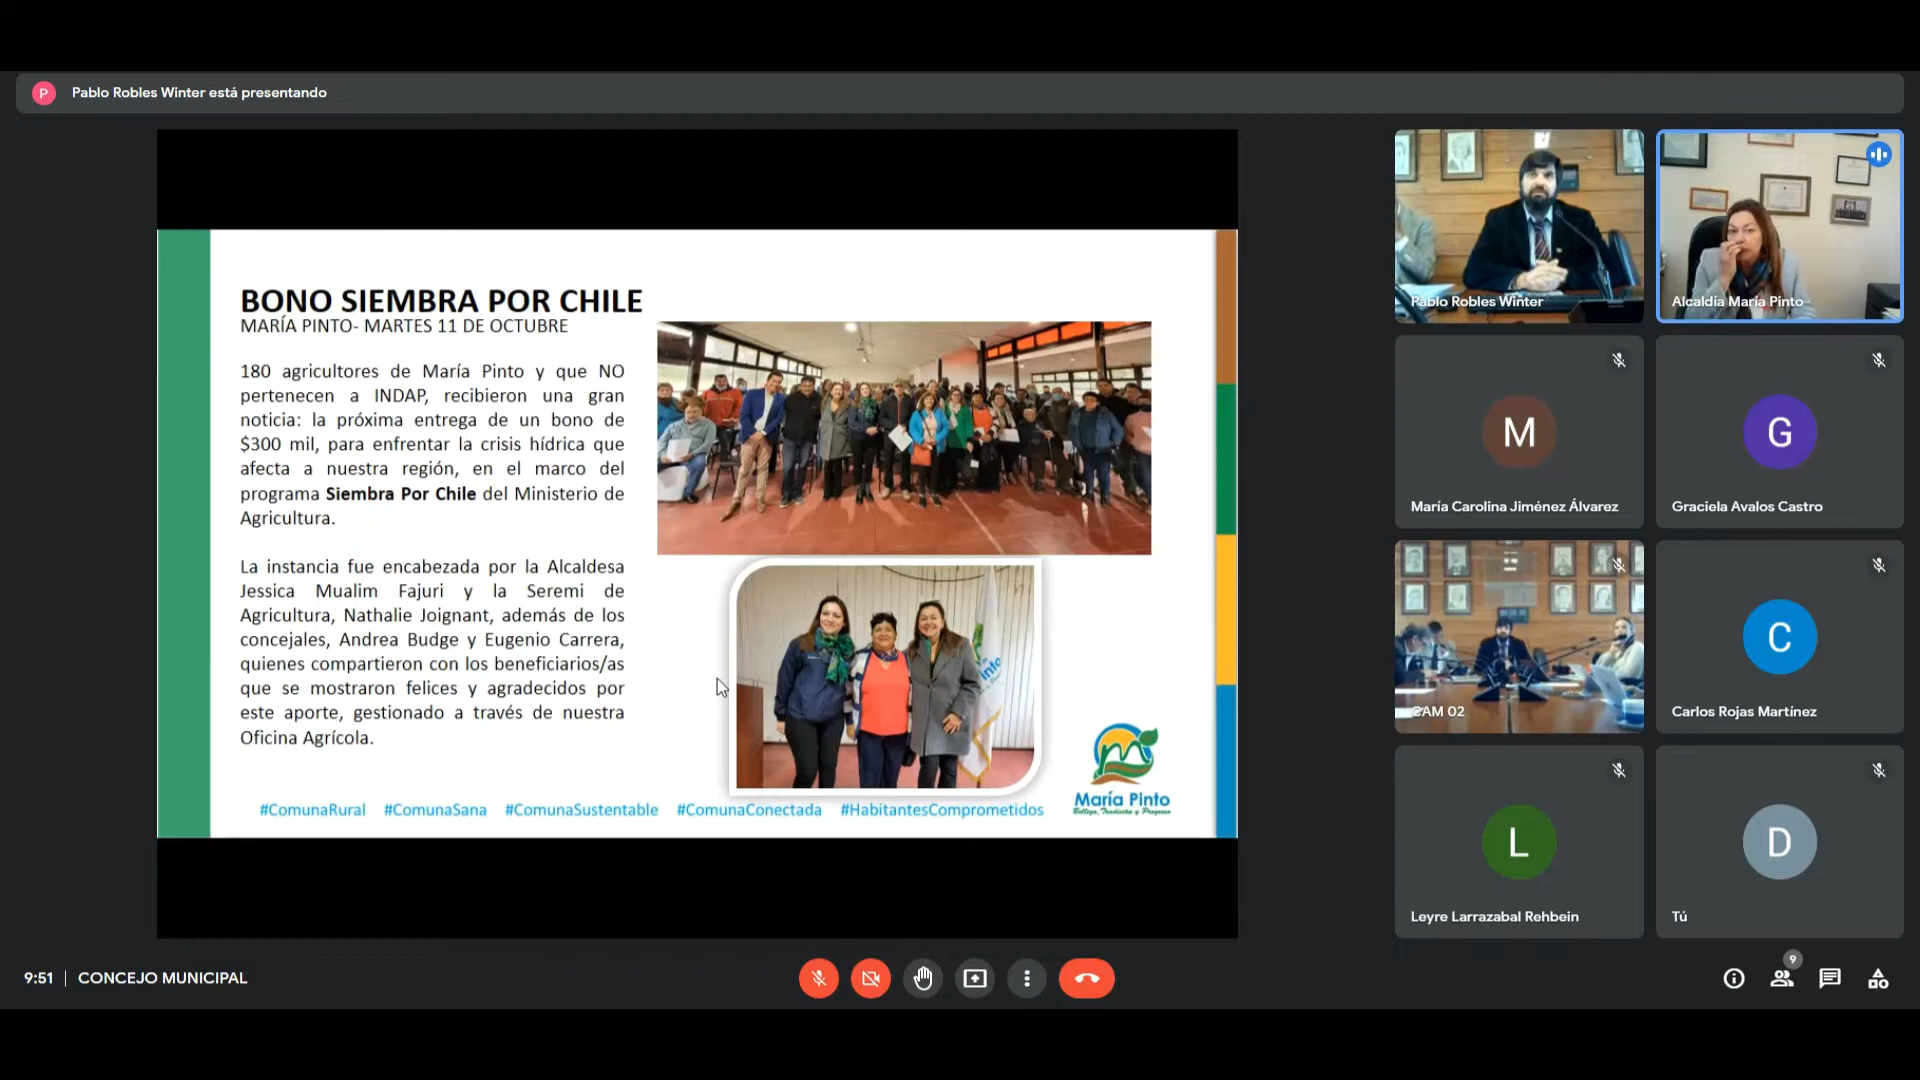 P Pablo Robles Winter está presentando
BONO SIEMBRA POR CHILE
MARÍA PINTO- MARTES 11 DE OCTUBRE
180 agricultores de María Pinto y que NO
pertenecen a INDAP, recibieron una gran
noticia: la próxima entrega de un bono de
$300 mil, para enfrentar la crisis hídrica que
afecta a nuestra región, en el marco del
programa Siembra Por Chile del Ministerio de
Agricultura.
La instancia fue encabezada por la Alcaldesa
Jessica Mualim Fajuri y la Seremi de
Agricultura, Nathalie Joignant, además de los
concejales, Andrea Budge y Eugenio Carrera,
quienes compartieron con los beneficiarios/as
que se mostraron felices y agradecidos por
este aporte, gestionado a través de nuestra
Oficina Agrícola.
María Pinto
Belleza, Tradición y Progreso
#ComunaRural #ComunaSana #ComunaSustentable #ComunaConectada #HabitantesComprometidos
Pablo Robles Winter
Alcaldía María Pinto
M
María Carolina Jiménez Álvarez
G
Graciela Avalos Castro
CAM 02
C
Carlos Rojas Martínez
L
Leyre Larrazabal Rehbein
D
Tú
9:51 | CONCEJO MUNICIPAL
9